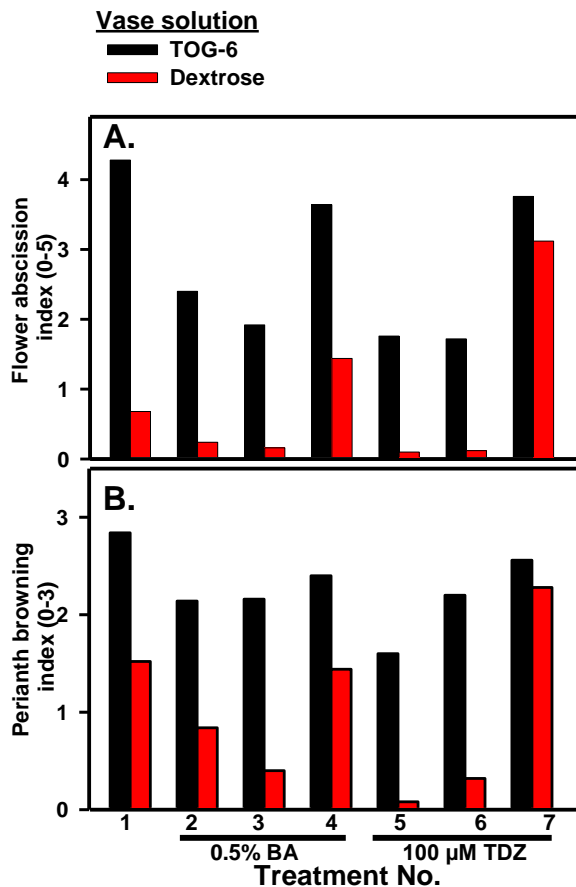 Vase solution
TOG-6
Dextrose
A.
Flower abscission
index (0-5)
4
3
2
1
0
B.
Perianth browning
index (0-3)
3
2
1
0
1 2 3 4 5 6 7
0.5% BA 100 µM TDZ
Treatment No.